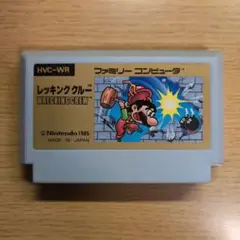 HVC-WR
ファミリー コンピュータ
レッキングクルー
WRECKING CREW
©Nintendo 1985
MADE IN JAPAN